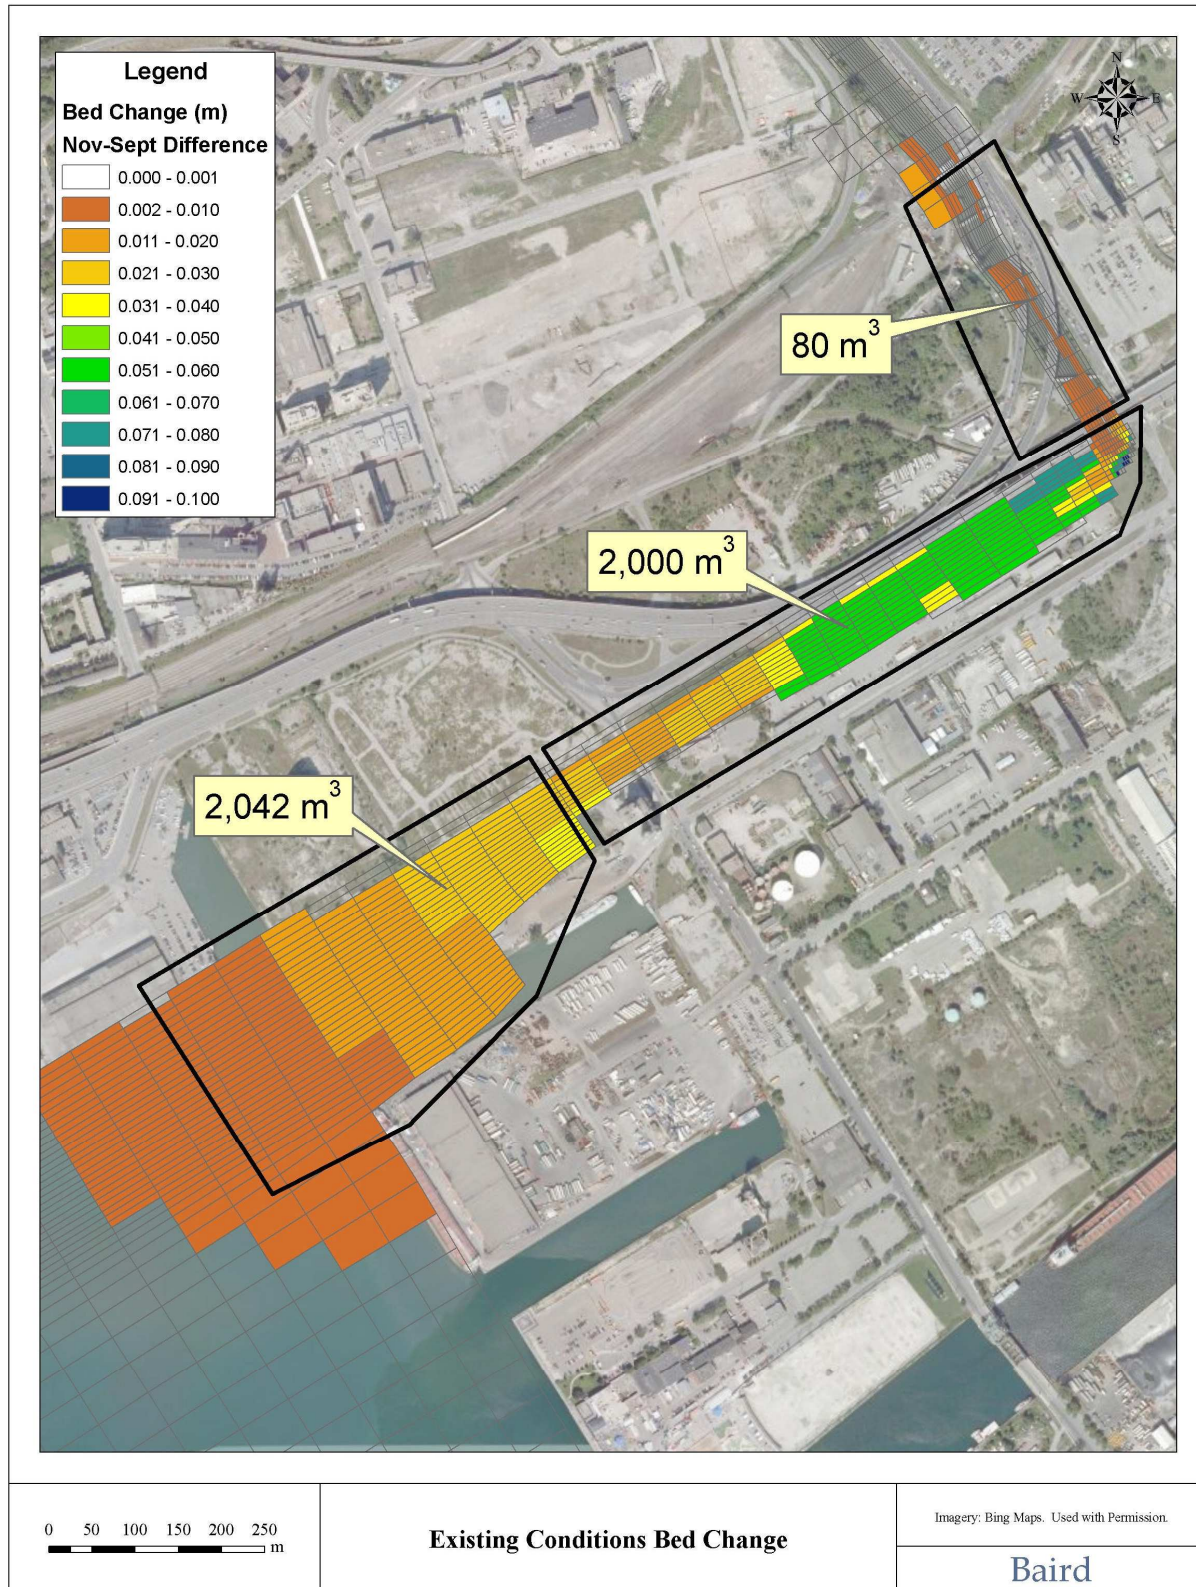 Legend
Bed Change (m)
Nov-Sept Difference
0.000 - 0.001
0.002 - 0.010
0.011 - 0.020
0.021 - 0.030
0.031 - 0.040
0.041 - 0.050
0.051 - 0.060
0.061 - 0.070
0.071 - 0.080
0.081 - 0.090
0.091 - 0.100
N
W E
S
80 m³
2,000 m³
2,042 m³
0 50 100 150 200 250
m
Existing Conditions Bed Change
Imagery: Bing Maps. Used with Permission.
Baird